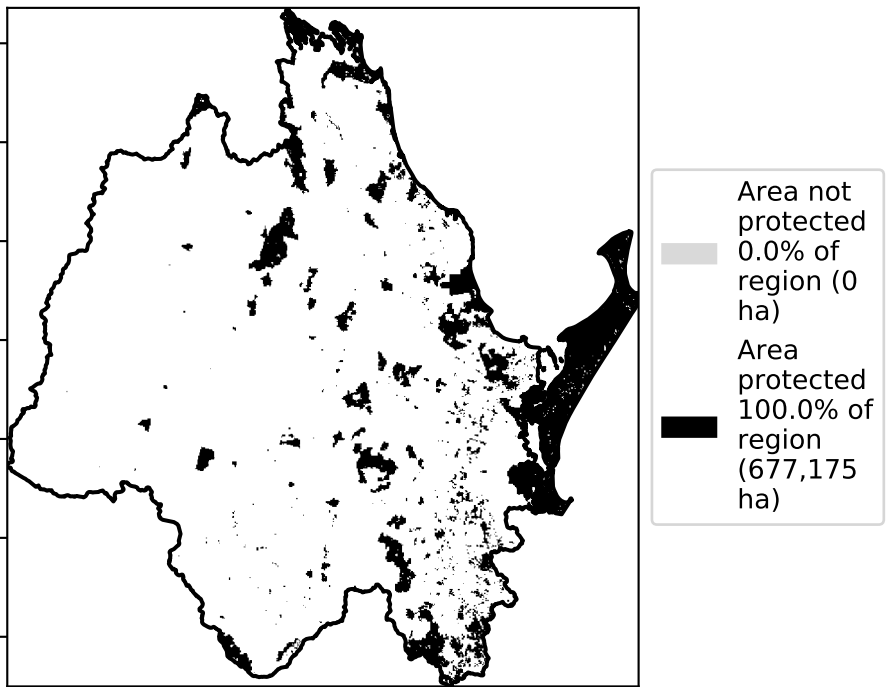 Area not
protected
0.0% of
region (0
ha)
Area
protected
100.0% of
region
(677,175
ha)